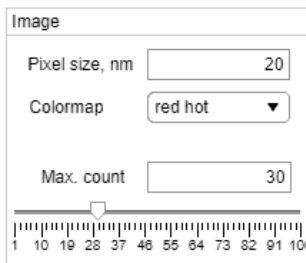 Image
Pixel size, nm 20
Colormap red hot
Max. count 30
1 10 19 28 37 46 55 64 73 82 91 100